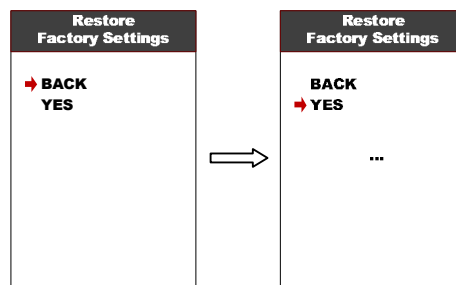 Restore
Factory Settings
BACK
YES
Restore
Factory Settings
BACK
YES
...